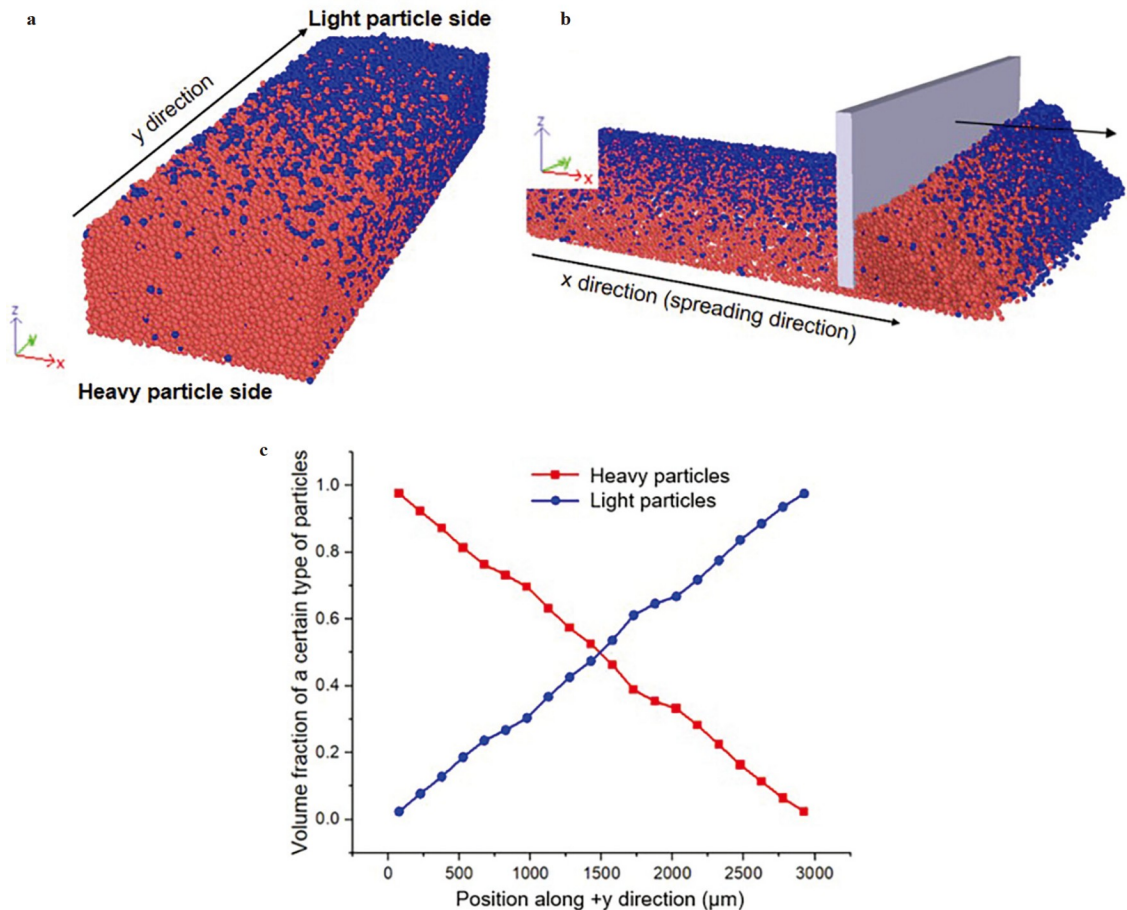 a
Light particle side
y direction
z
y
x
Heavy particle side
b
z
y
x
x direction (spreading direction)
c
Heavy particles
Light particles
Volume fraction of a certain type of particles
1.0
0.8
0.6
0.4
0.2
0.0
0 500 1000 1500 2000 2500 3000
Position along +y direction (μm)